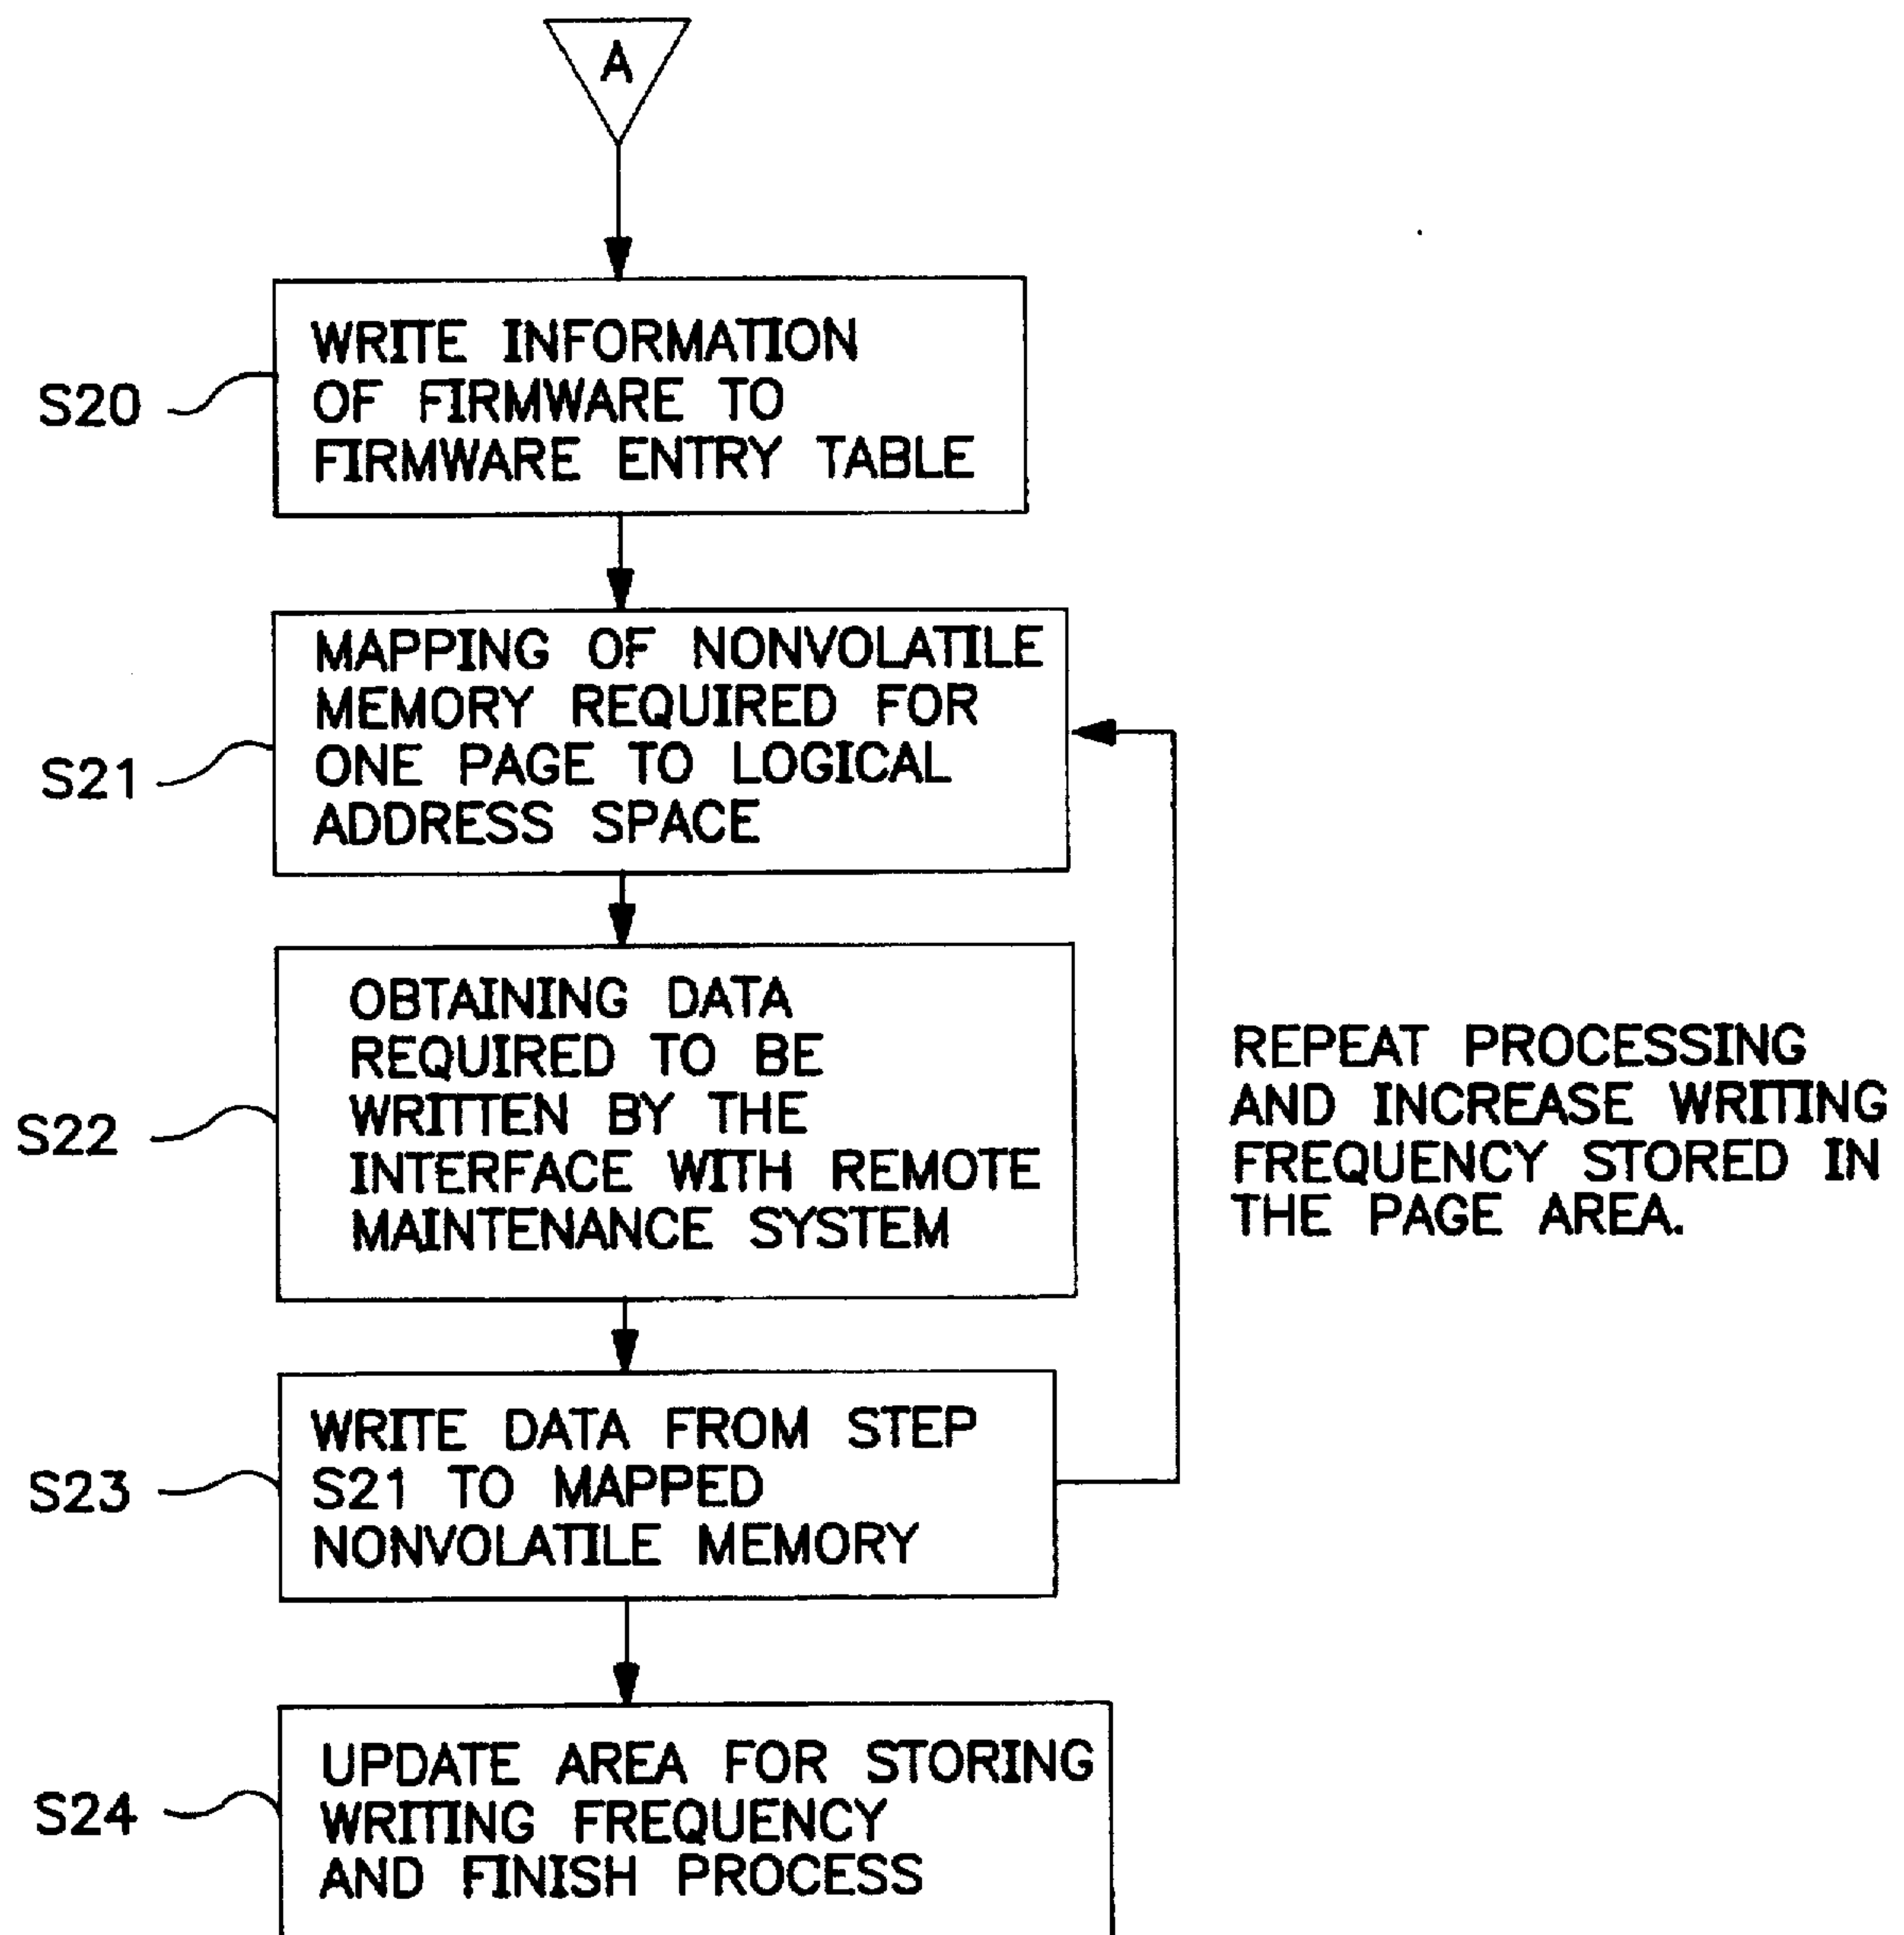 A
S20
WRITE INFORMATION
OF FIRMWARE TO
FIRMWARE ENTRY TABLE
S21
MAPPING OF NONVOLATILE
MEMORY REQUIRED FOR
ONE PAGE TO LOGICAL
ADDRESS SPACE
S22
OBTAINING DATA
REQUIRED TO BE
WRITTEN BY THE
INTERFACE WITH REMOTE
MAINTENANCE SYSTEM
REPEAT PROCESSING
AND INCREASE WRITING
FREQUENCY STORED IN
THE PAGE AREA.
S23
WRITE DATA FROM STEP
S21 TO MAPPED
NONVOLATILE MEMORY
S24
UPDATE AREA FOR STORING
WRITING FREQUENCY
AND FINISH PROCESS